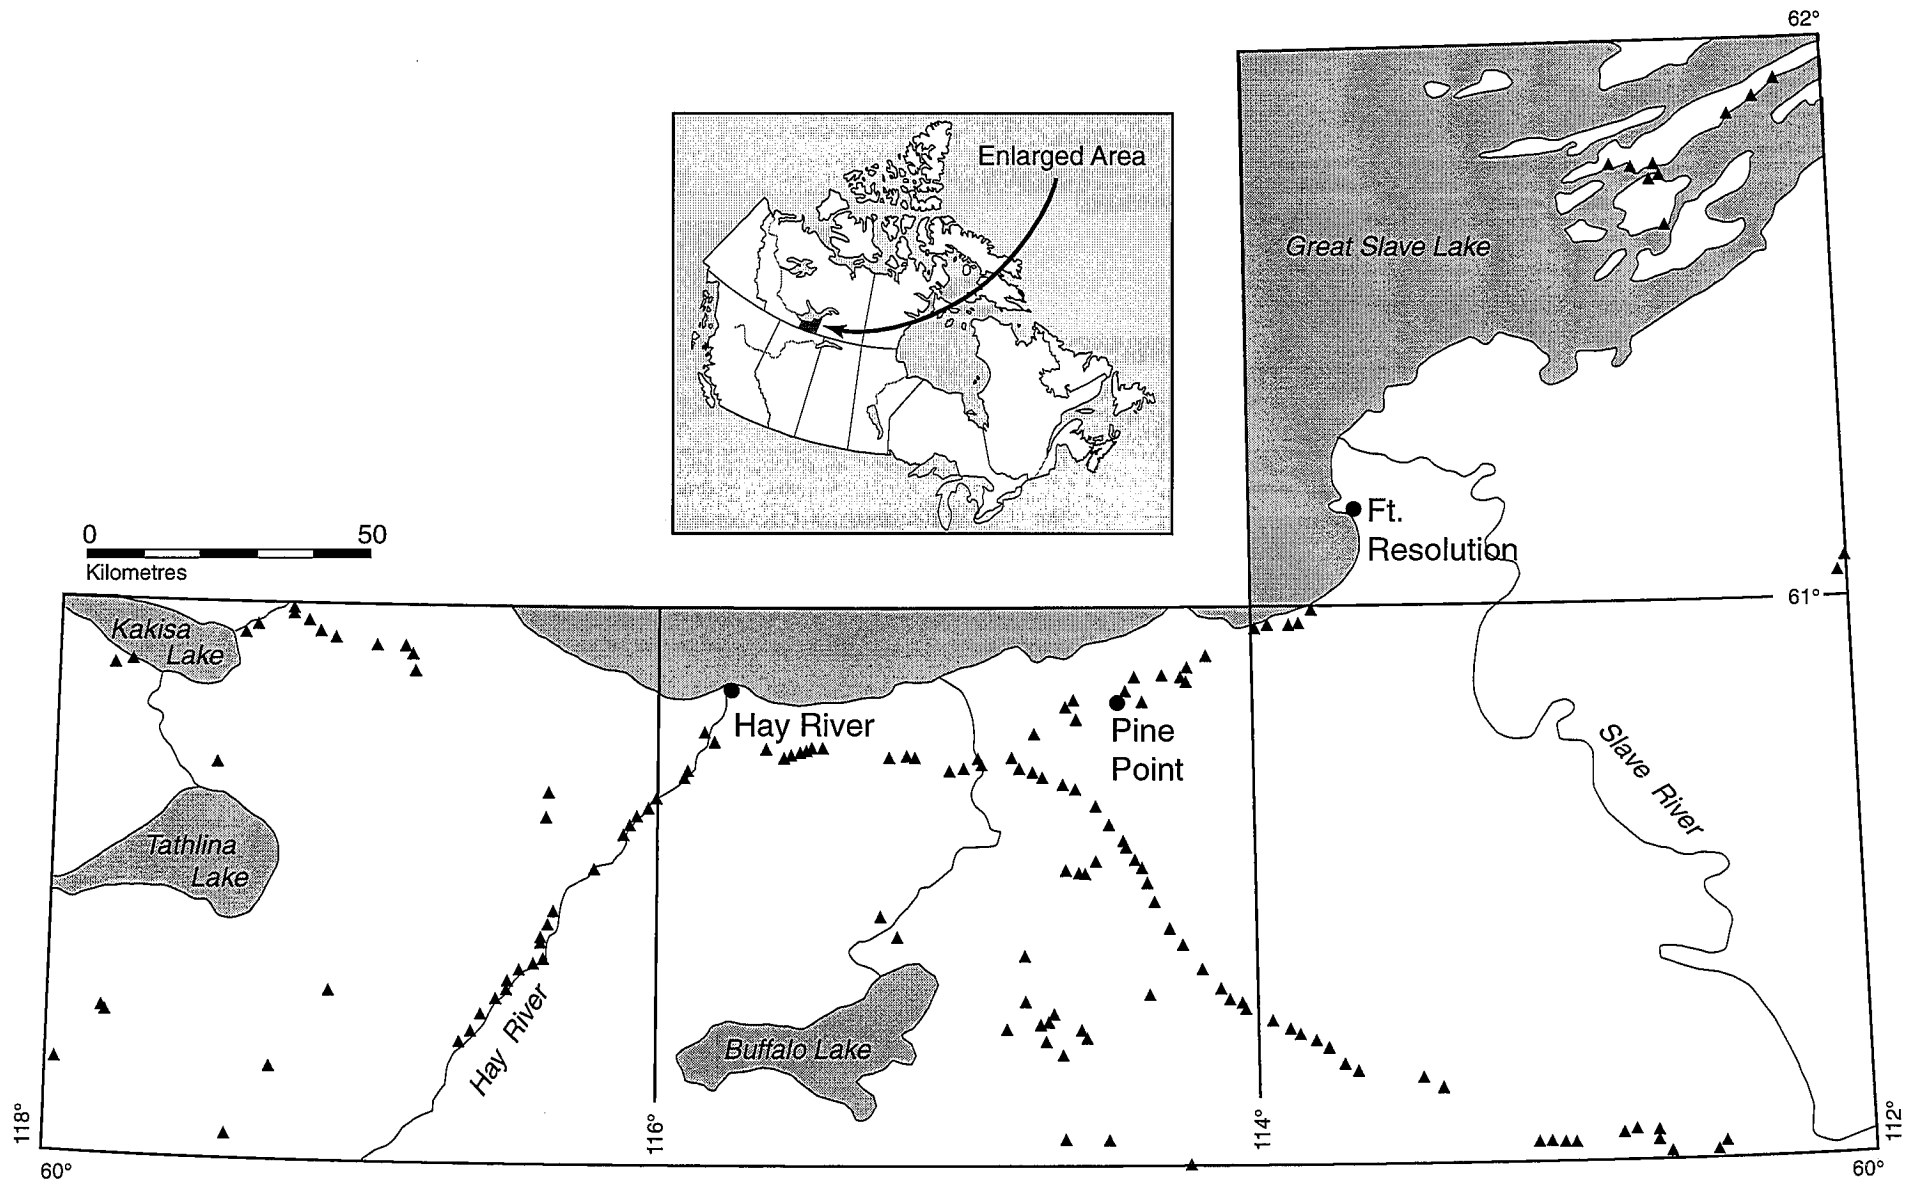 62°
Enlarged Area
Great Slave Lake
Ft.
Resolution
0 50
Kilometres
61°
Kakisa
Lake
Hay River
Pine
Point
Slave River
Tathlina
Lake
Hay River
Buffalo Lake
118°
116°
114°
112°
60°
60°